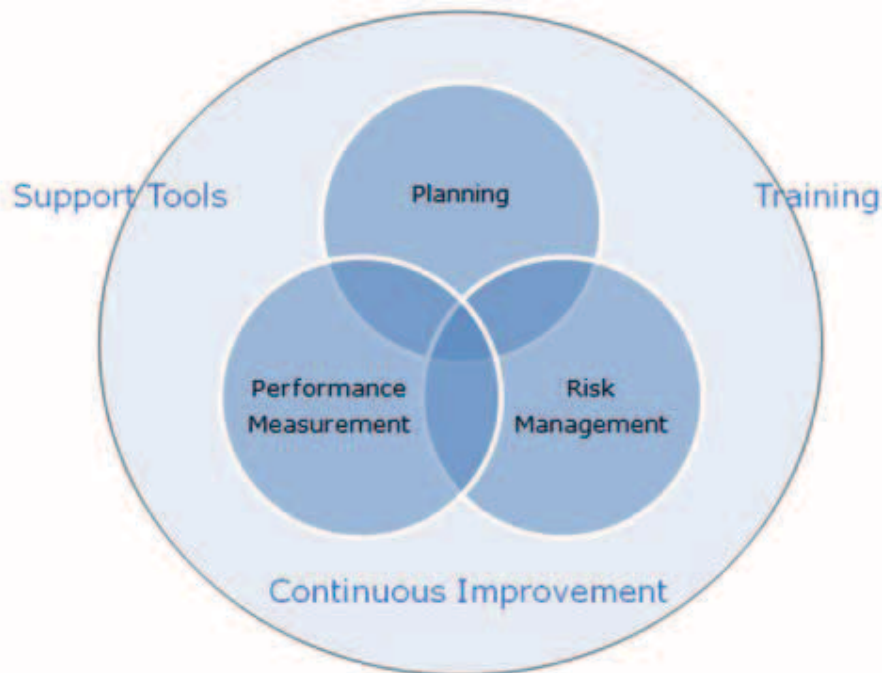 Planning
Support Tools
Training
Performance
Measurement
Risk
Management
Continuous Improvement